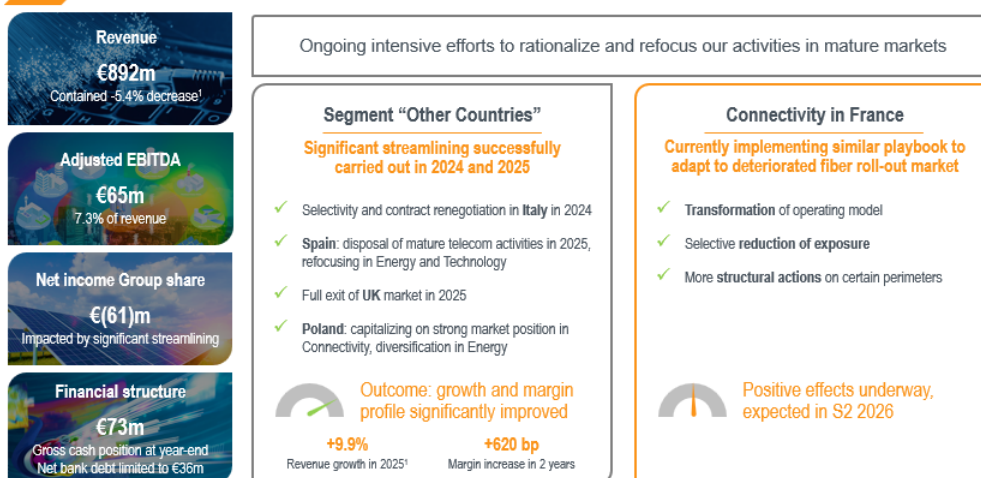 Revenue
€892m
Contained -5.4% decrease¹
Adjusted EBITDA
€65m
7.3% of revenue
Net income Group share
€(61)m
Impacted by significant streamlining
Financial structure
€73m
Gross cash position at year-end
Net bank debt limited to €36m
Ongoing intensive efforts to rationalize and refocus our activities in mature markets
Segment “Other Countries”
Significant streamlining successfully
carried out in 2024 and 2025
✓ Selectivity and contract renegotiation in Italy in 2024
✓ Spain: disposal of mature telecom activities in 2025,
refocusing in Energy and Technology
✓ Full exit of UK market in 2025
✓ Poland: capitalizing on strong market position in
Connectivity, diversification in Energy
Outcome: growth and margin
profile significantly improved
+9.9%
Revenue growth in 2025¹
+620 bp
Margin increase in 2 years
Connectivity in France
Currently implementing similar playbook to
adapt to deteriorated fiber roll-out market
✓ Transformation of operating model
✓ Selective reduction of exposure
✓ More structural actions on certain perimeters
Positive effects underway,
expected in S2 2026